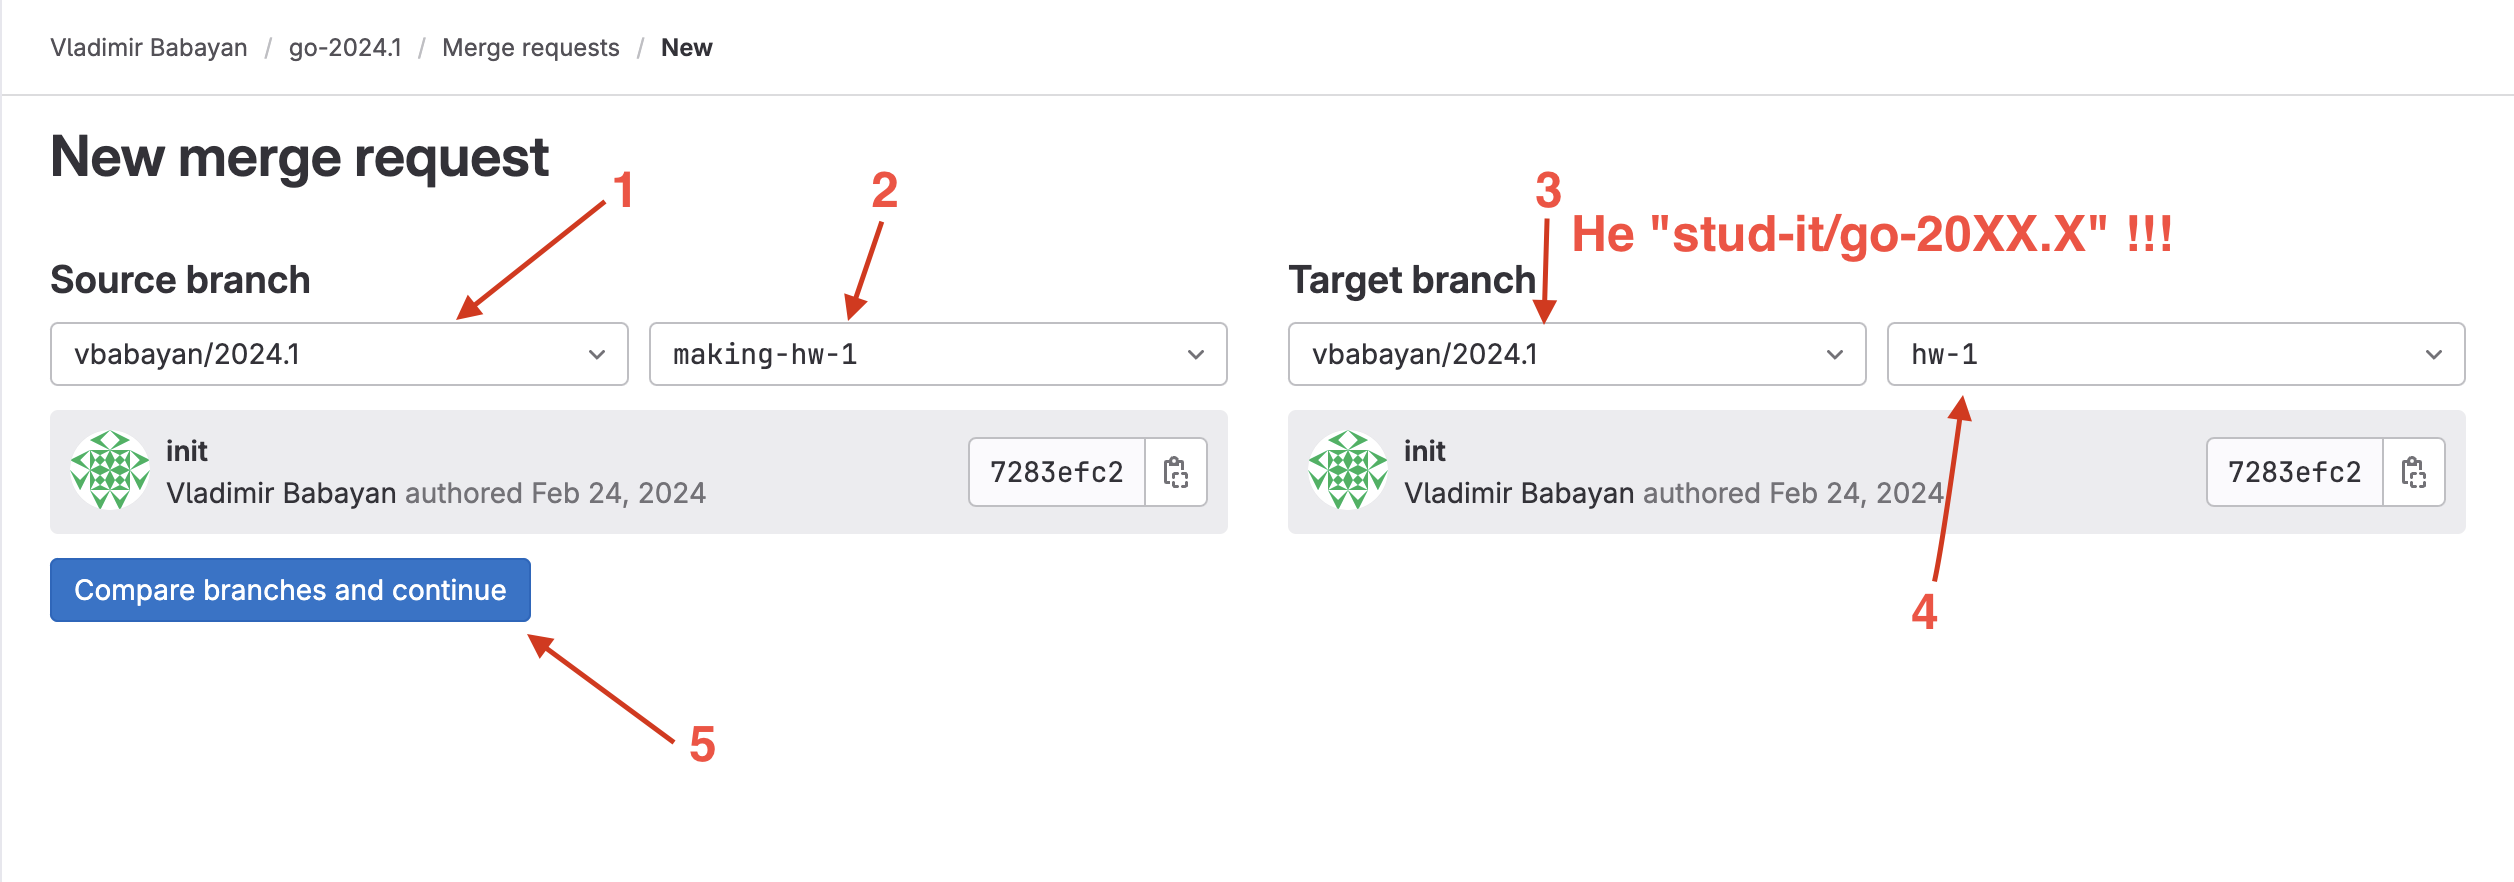 Vladimir Babayan / go-2024.1 / Merge requests / New
New merge request
1
2
3
Не "stud-it/go-20XX.X" !!!
Source branch
Target branch
vbabayan/2024.1
making-hw-1
vbabayan/2024.1
hw-1
init
Vladimir Babayan authored Feb 24, 2024
7283efc2
init
Vladimir Babayan authored Feb 24, 2024
7283efc2
Compare branches and continue
4
5